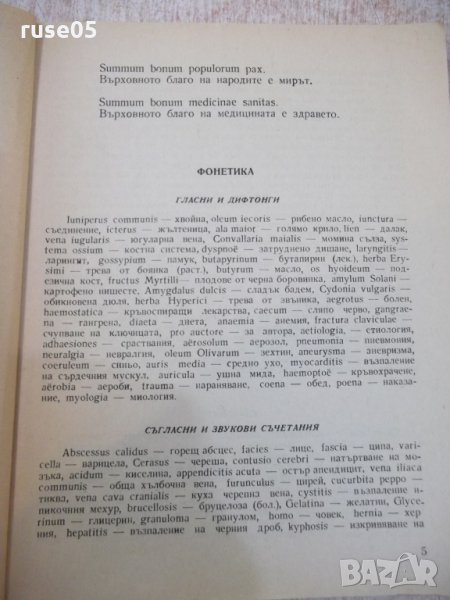 ruse05
Summum bonum populorum pax.
Върховното благо на народите е мирът.
Summum bonum medicinae sanitas.
Върховното благо на медицината е здравето.
ФОНЕТИКА
ГЛАСНИ И ДИФТОНГИ
Iuniperus communis — хвойна, oleum iecoris — рибено масло, iunctura —
съединение, icterus — жълтеница, ala maior — голямо крило, lien — далак,
vena iugularis — югуларна вена, Convallaria maialis — момина сълза, sys-
tema ossium — костна система, dyspnoë — затруднено дишане, laryngitis —
ларингит, gossypium — памук, butapyrinum — бутапирин (лек.), herba Ery-
simi — трева от боянка (раст.), butyrum — масло, os hyoideum — под-
езична кост, fructus Myrtilli — плодове от черна боровинка, amylum Solani —
картофено нишесте, Amygdalus dulcis — сладък бадем, Cydonia vulgaris —
обикновена дюля, herba Hyperici — трева от звъника, aegrotus — болен,
haemostatica — кръвоспиращи лекарства, caecum — сляпо черво, gangrae-
na — гангрена, diaeta — диета, anaemia — анемия, fractura claviculae —
счупване на ключицата, pro auctore — за автора, aetiologia — етиология,
adhaesiones — сраствания, aërosolum — аерозол, pneumonia — пневмония,
neuralgia — невралгия, oleum Olivarum — зехтин, aneurysma — аневризма,
coeruleum — синьо, auris media — средно ухо, myocarditis — възпаление
на сърдечния мускул, auricula — ушна мида, haemoptoë — кръвохрачене,
aërobia — аероби, trauma — нараняване, coena — обед, poena — наказа-
ние, myologia — миология.
СЪГЛАСНИ И ЗВУКОВИ СЪЧЕТАНИЯ
Abscessus calidus — горещ абсцес, facies — лице, fascia — ципа, vari-
cella — варицела, Cerasus — череша, contusio cerebri — натъртване на мо-
зъка, acidum — киселина, appendicitis acuta — остър апендицит, vena iliaca
communis — обща хълбочна вена, furunculus — цирей, cucurbita pepo —
тиква, vena cava cranialis — куха черепна вена, cystitis — възпаление на
пикочния мехур, brucellosis — бруцелоза (бол.), Gelatina — желатин, Glyce-
rinum — глицерин, granuloma — гранулом, homo — човек, hernia — хер
ния, hepatitis — възпаление на черния дроб, kyphosis — изкривяване на
5
BAZAR